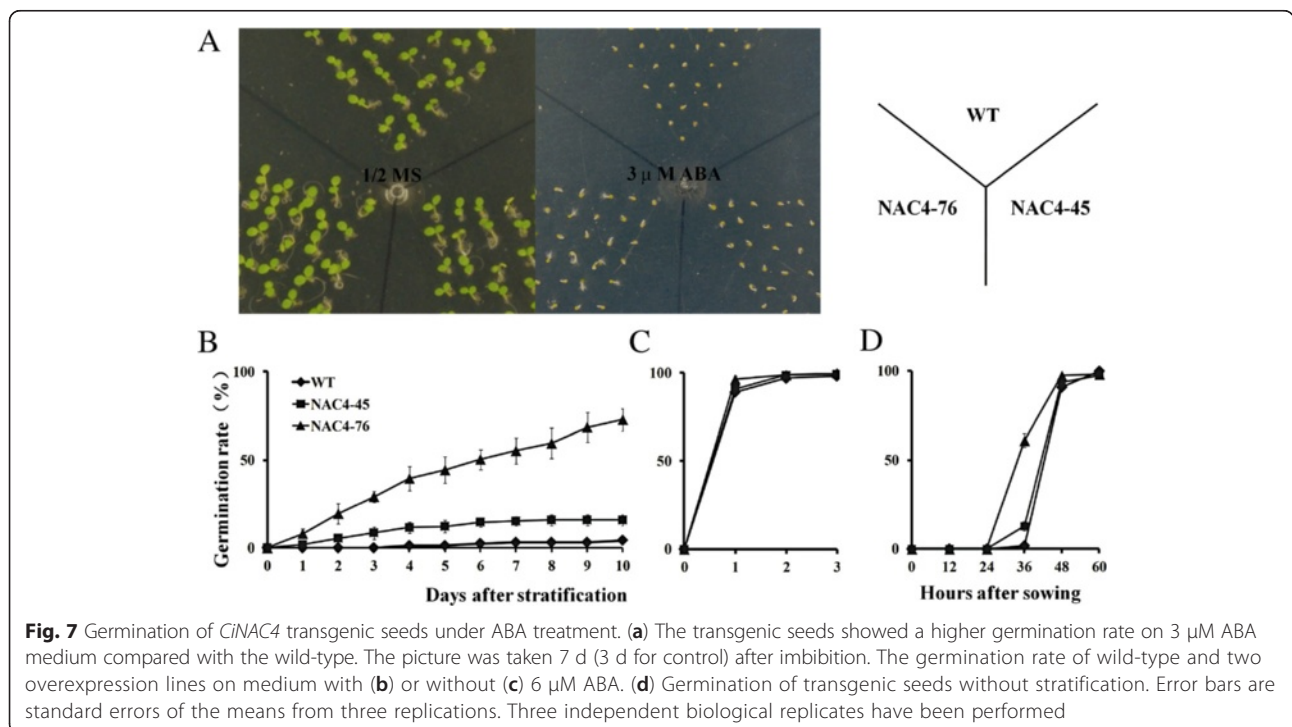 A
1/2 MS
3 μ M ABA
WT
NAC4-76
NAC4-45
B
C
D
Germination rate (%)
100
50
0
WT
NAC4-45
NAC4-76
0 1 2 3 4 5 6 7 8 9 10
100
50
0
0 1 2 3
100
50
0
0 12 24 36 48 60
Days after stratification
Hours after sowing
Fig. 7 Germination of CiNAC4 transgenic seeds under ABA treatment. (a) The transgenic seeds showed a higher germination rate on 3 μM ABA
medium compared with the wild-type. The picture was taken 7 d (3 d for control) after imbibition. The germination rate of wild-type and two
overexpression lines on medium with (b) or without (c) 6 μM ABA. (d) Germination of transgenic seeds without stratification. Error bars are
standard errors of the means from three replications. Three independent biological replicates have been performed